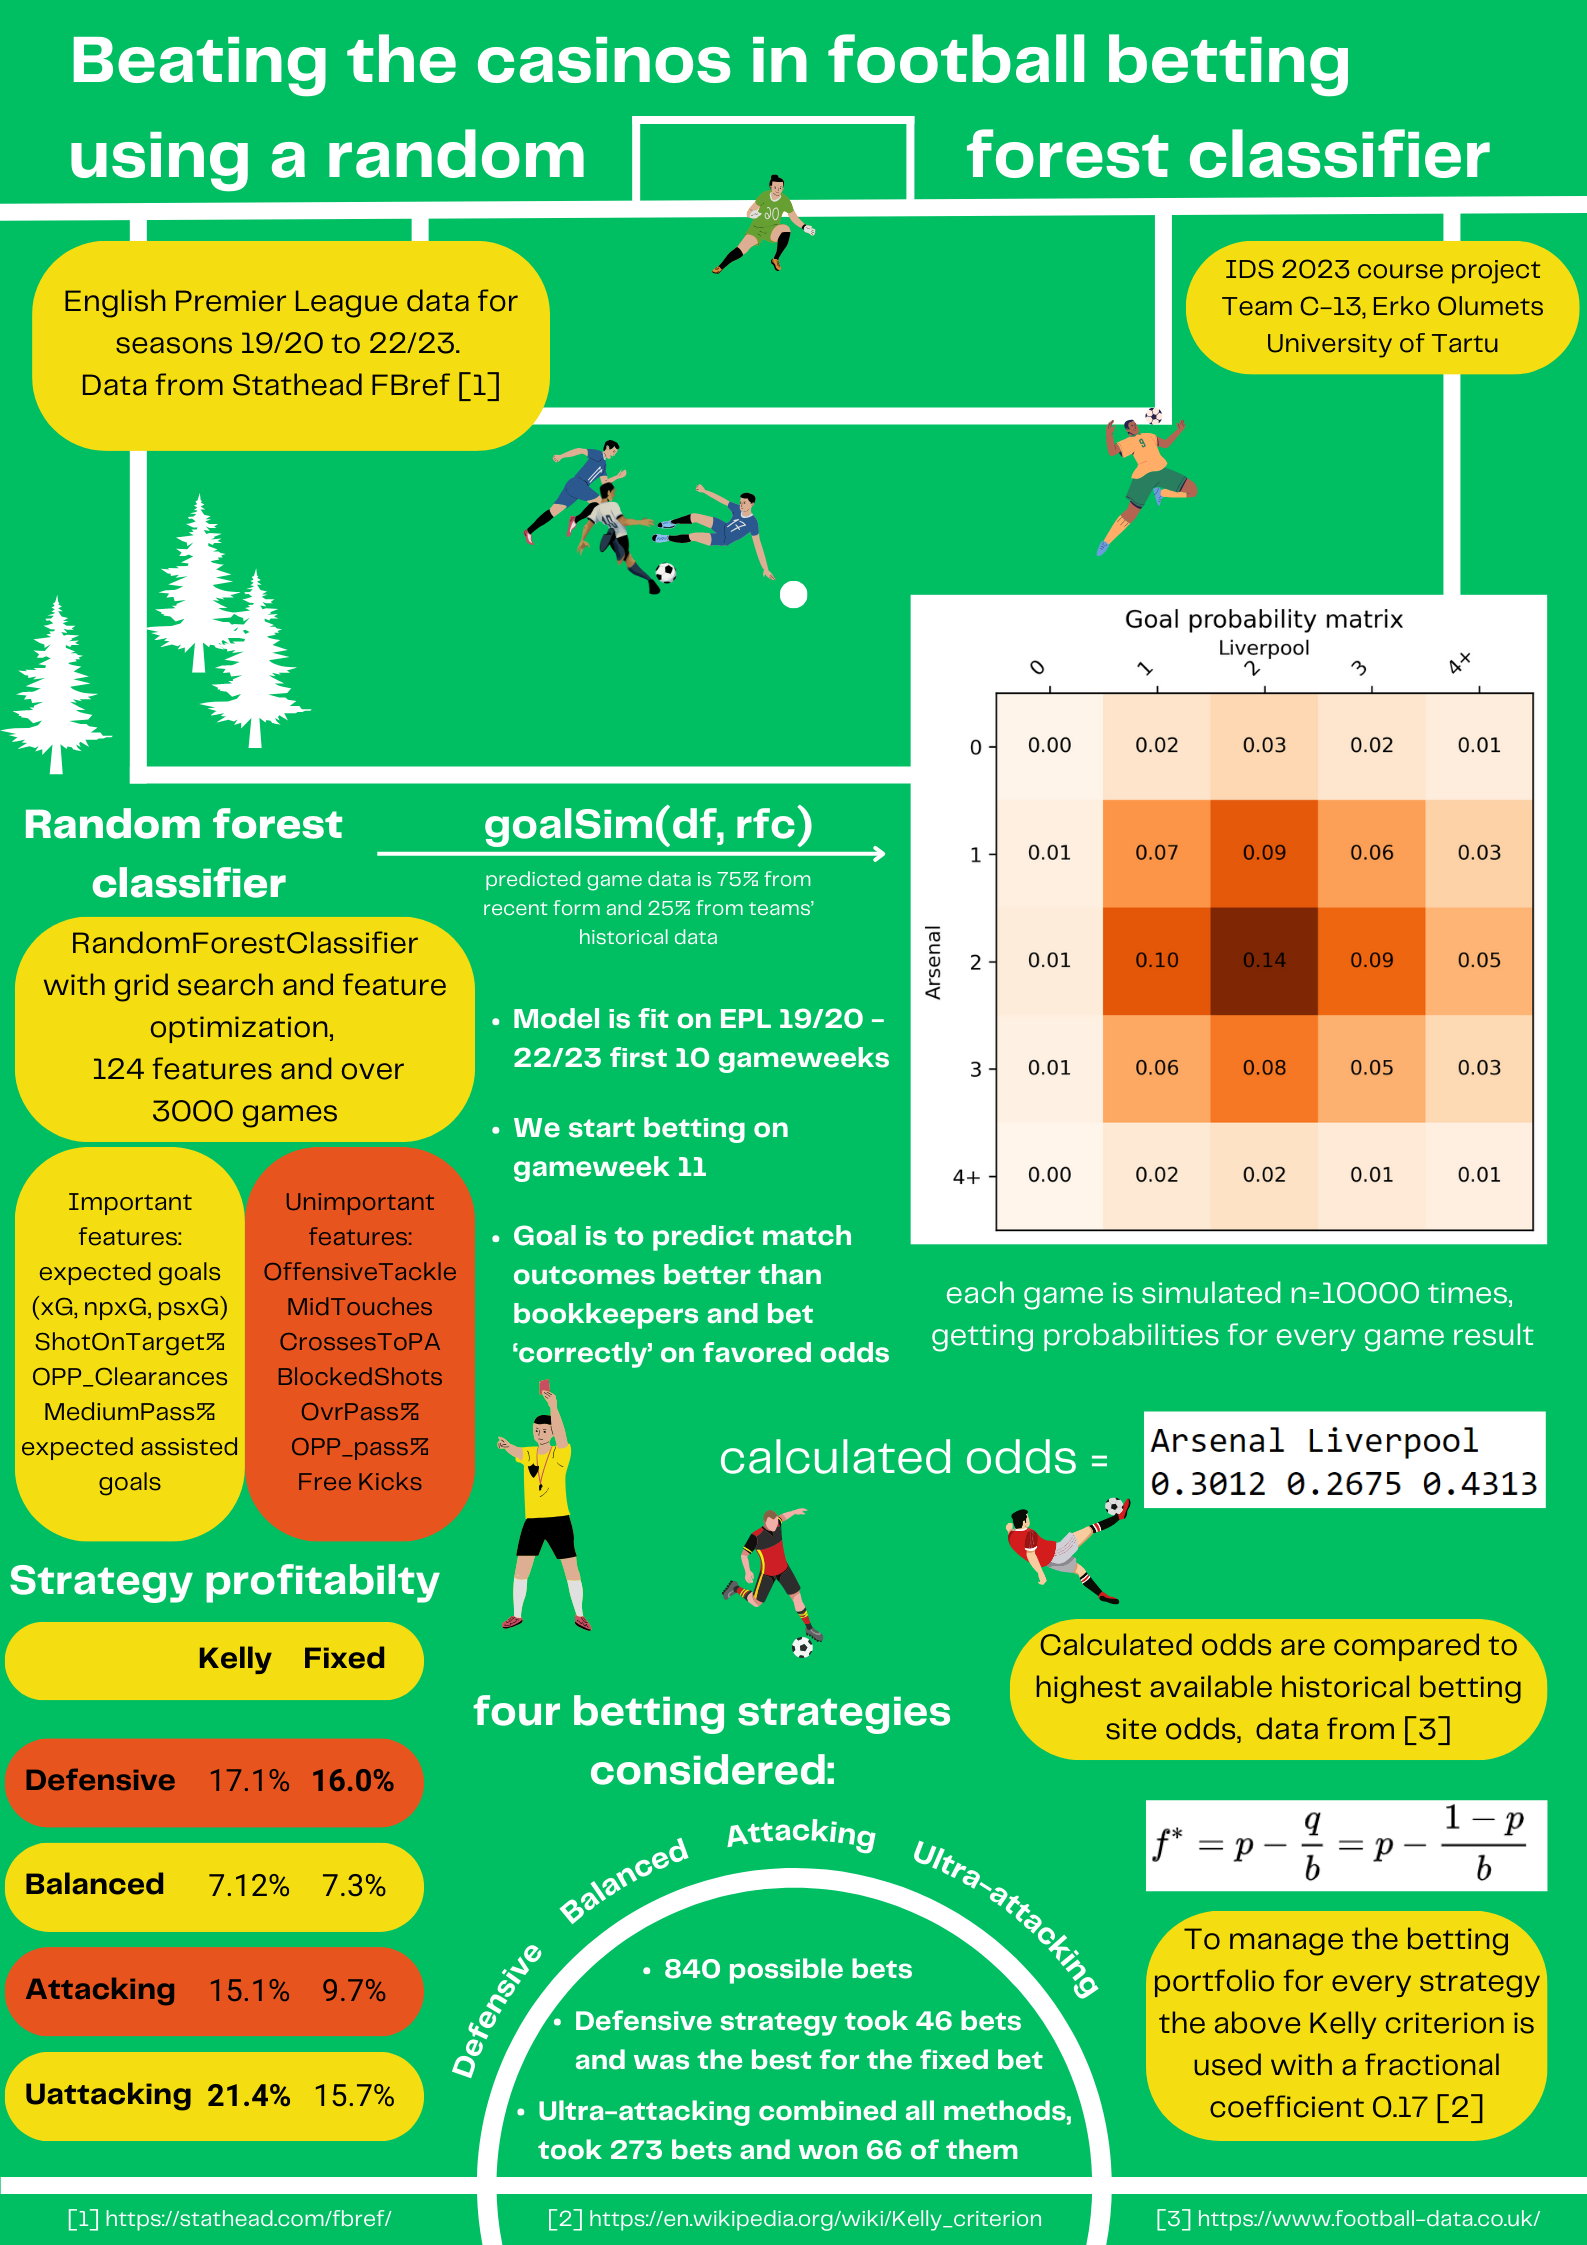 Beating the casinos in football betting
using a random forest classifier
20
English Premier League data for
seasons 19/20 to 22/23.
Data from Stathead FBref [1]
IDS 2023 course project
Team C-13, Erko Olumets
University of Tartu
9
11
10
17
Goal probability matrix
Liverpool
0 1 2 3 4+
Arsenal
0 0.00 0.02 0.03 0.02 0.01
1 0.01 0.07 0.09 0.06 0.03
2 0.01 0.10 0.14 0.09 0.05
3 0.01 0.06 0.08 0.05 0.03
4+ 0.00 0.02 0.02 0.01 0.01
Random forest
classifier
goalSim(df, rfc)
predicted game data is 75% from
recent form and 25% from teams'
historical data
RandomForestClassifier
with grid search and feature
optimization,
124 features and over
3000 games
Important
features:
expected goals
(xG, npxG, psxG)
ShotOnTarget%
OPP_Clearances
MediumPass%
expected assisted
goals
Unimportant
features:
OffensiveTackle
MidTouches
CrossesToPA
BlockedShots
OvrPass%
OPP_pass%
Free Kicks
• Model is fit on EPL 19/20 -
22/23 first 10 gameweeks
• We start betting on
gameweek 11
• Goal is to predict match
outcomes better than
bookkeepers and bet
'correctly' on favored odds
each game is simulated n=10000 times,
getting probabilities for every game result
calculated odds =
Arsenal Liverpool
0.3012 0.2675 0.4313
Strategy profitabilty
Kelly Fixed
Defensive 17.1% 16.0%
Balanced 7.12% 7.3%
Attacking 15.1% 9.7%
Uattacking 21.4% 15.7%
four betting strategies
considered:
Defensive
Balanced
Attacking
Ultra-attacking
• 840 possible bets
• Defensive strategy took 46 bets
and was the best for the fixed bet
• Ultra-attacking combined all methods,
took 273 bets and won 66 of them
Calculated odds are compared to
highest available historical betting
site odds, data from [3]
f* = p − q/b = p − (1 − p)/b
To manage the betting
portfolio for every strategy
the above Kelly criterion is
used with a fractional
coefficient 0.17 [2]
[1] https://stathead.com/fbref/
[2] https://en.wikipedia.org/wiki/Kelly_criterion
[3] https://www.football-data.co.uk/